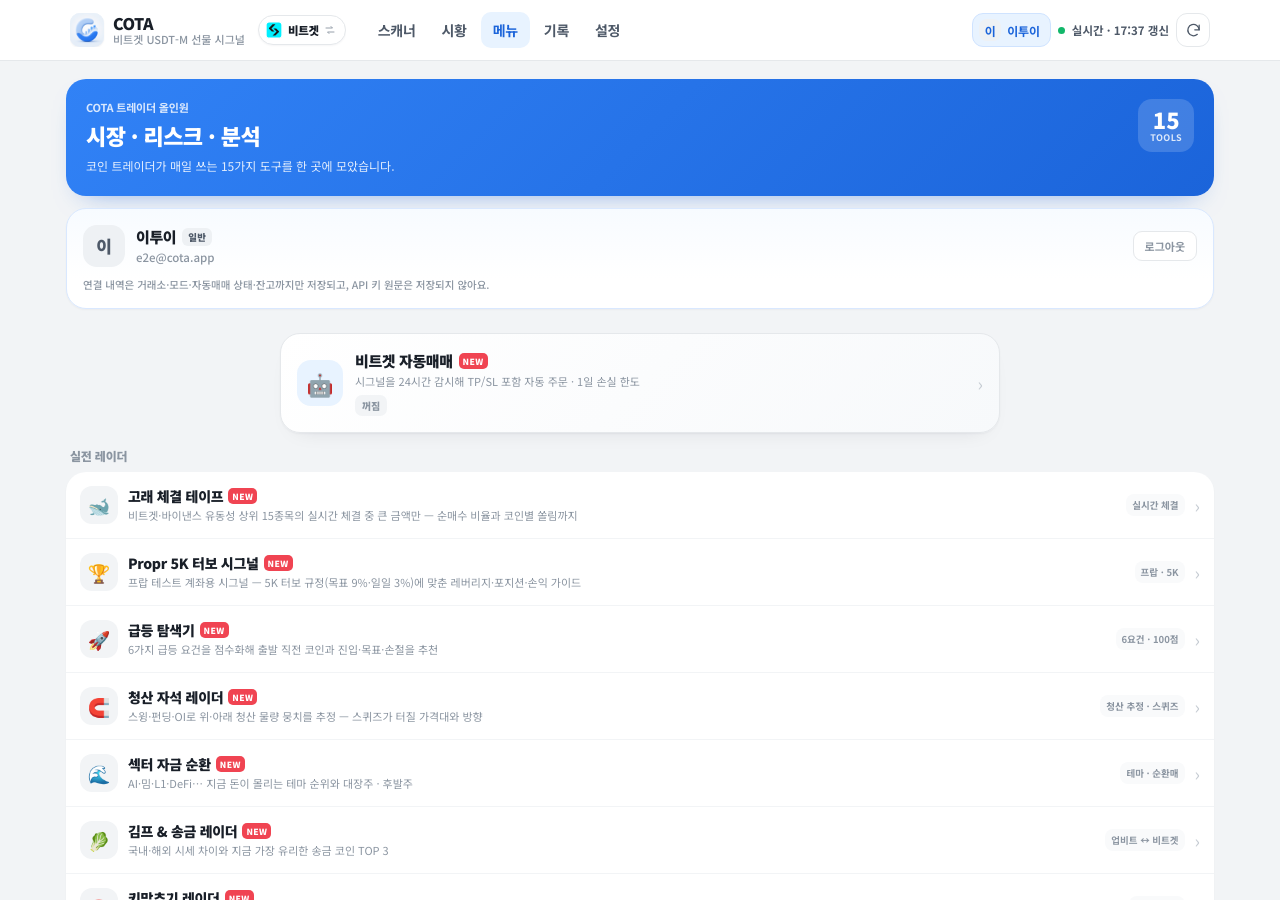 COTA
비트겟 USDT-M 선물 시그널
비트겟
스캐너
시황
메뉴
기록
설정
이 이투이
실시간 · 17:37 갱신
COTA 트레이더 올인원
시장 · 리스크 · 분석
코인 트레이더가 매일 쓰는 15가지 도구를 한 곳에 모았습니다.
15
TOOLS
이
이투이 일반
e2e@cota.app
로그아웃
연결 내역은 거래소·모드·자동매매 상태·잔고까지만 저장되고, API 키 원문은 저장되지 않아요.
비트겟 자동매매 NEW
시그널을 24시간 감시해 TP/SL 포함 자동 주문 · 1일 손실 한도
꺼짐
실전 레이더
고래 체결 테이프 NEW
비트겟·바이낸스 유동성 상위 15종목의 실시간 체결 중 큰 금액만 — 순매수 비율과 코인별 쏠림까지
실시간 체결
Propr 5K 터보 시그널 NEW
프랍 테스트 계좌용 시그널 — 5K 터보 규정(목표 9%·일일 3%)에 맞춘 레버리지·포지션·손익 가이드
프랍 · 5K
급등 탐색기 NEW
6가지 급등 요건을 점수화해 출발 직전 코인과 진입·목표·손절을 추천
6요건 · 100점
청산 자석 레이더 NEW
스윙·펀딩·OI로 위·아래 청산 물량 뭉치를 추정 — 스퀴즈가 터질 가격대와 방향
청산 추정 · 스퀴즈
섹터 자금 순환 NEW
AI·밈·L1·DeFi… 지금 돈이 몰리는 테마 순위와 대장주 · 후발주
테마 · 순환매
김프 & 송금 레이더 NEW
국내·해외 시세 차이와 지금 가장 유리한 송금 코인 TOP 3
업비트 ↔ 비트겟
키맞추기 레이더 NEW